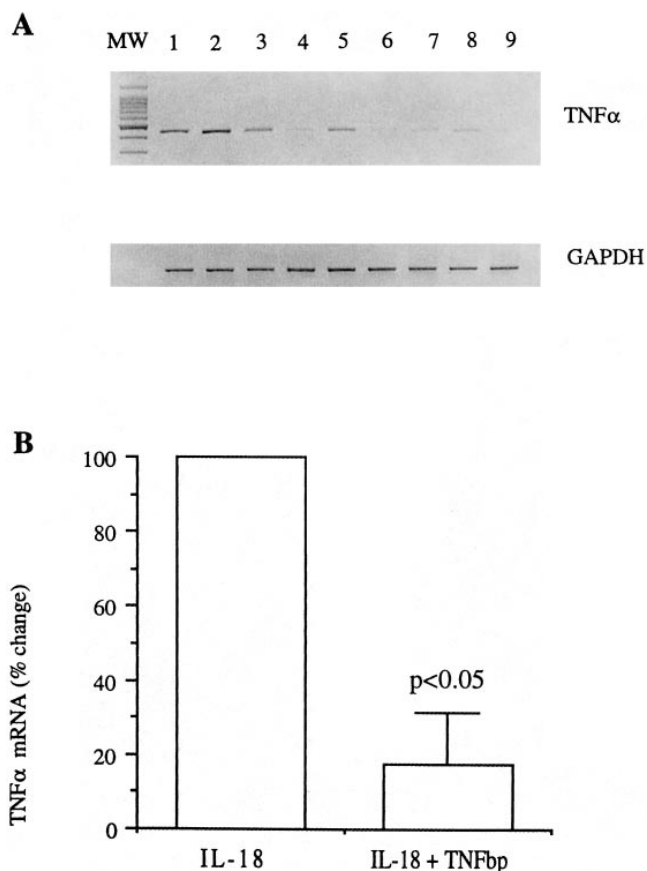 A
MW 1 2 3 4 5 6 7 8 9
TNFα
GAPDH
B
TNFα mRNA (% change)
100
80
60
40
20
0
p<0.05
IL-18 IL-18 + TNFbp